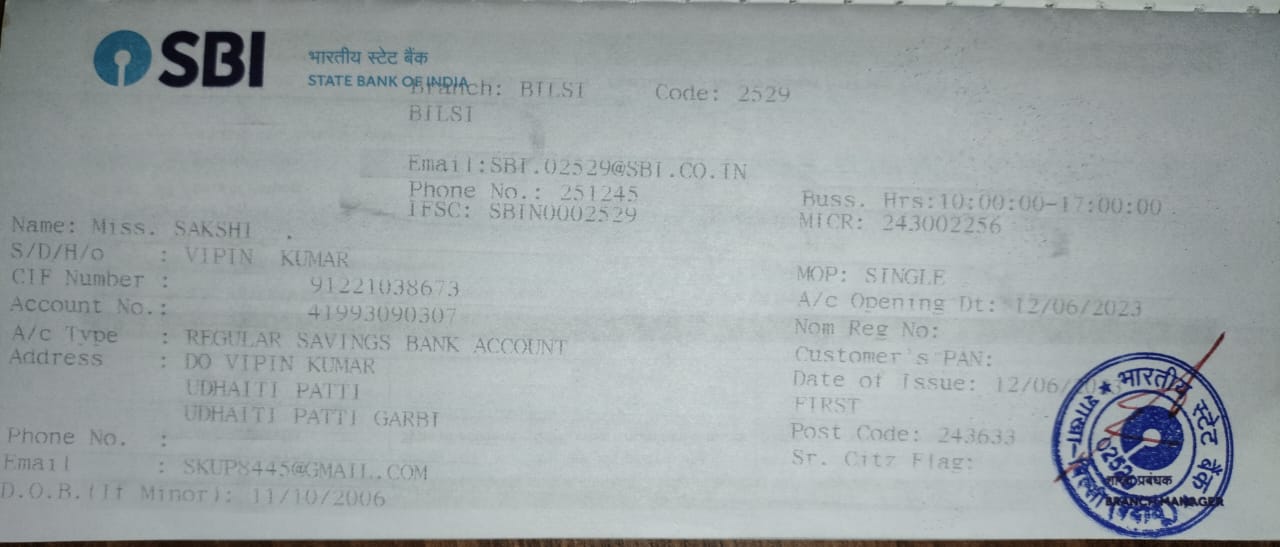 SBI
भारतीय स्टेट बैंक
STATE BANK OF INDIA
Branch: BILSI Code: 2529
BILSI
Email:SBI.02529@SBI.CO.IN
Phone No.: 251245 Buss. Hrs:10:00:00-17:00:00
IFSC: SBIN0002529 MICR: 243002256
Name: Miss. SAKSHI .
S/D/H/o : VIPIN KUMAR MOP: SINGLE
CIF Number : 91221038673 A/c Opening Dt: 12/06/2023
Account No.: 41993090307 Nom Reg No:
A/c Type : REGULAR SAVINGS BANK ACCOUNT Customer's PAN:
Address : DO VIPIN KUMAR Date of Issue: 12/06/
UDHAITI PATTI FIRST
UDHAITI PATTI GARBI Post Code: 243633
Phone No. : Sr. Citz Flag:
Email : SKUP8445@GMAIL.COM
D.O.B.(If Minor): 11/10/2006
भारतीय स्टेट बैंक
शाखा
02529
प्रबंधक
BRANCH MANAGER